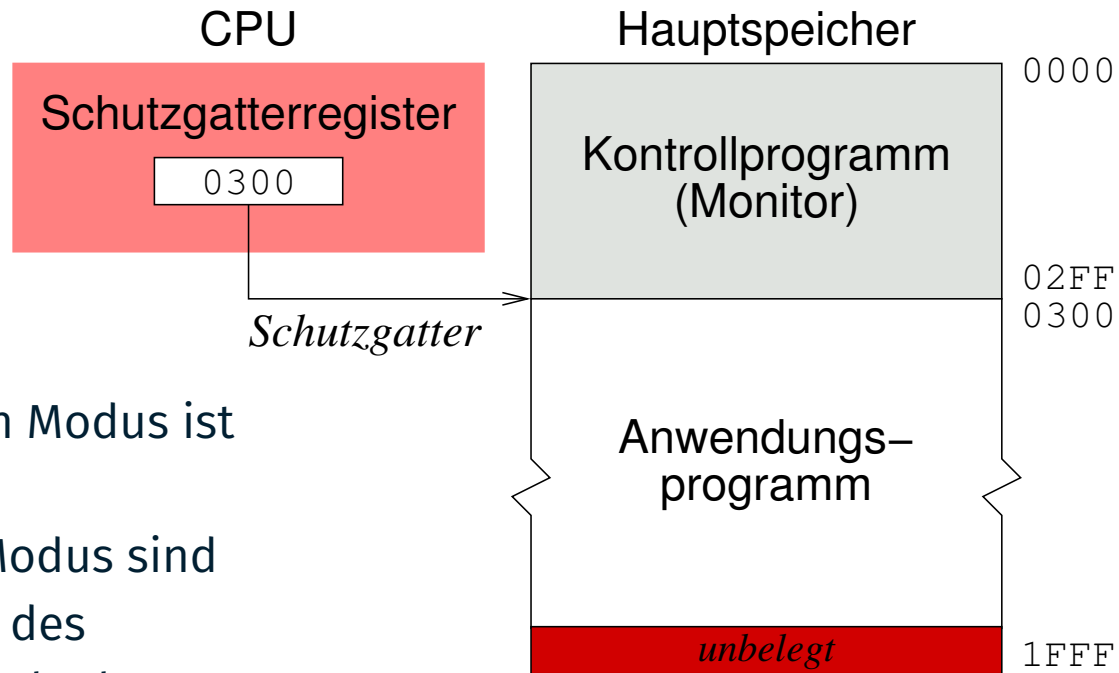 CPU
Hauptspeicher
Schutzgatterregister
0300
Schutzgatter
Kontrollprogramm
(Monitor)
0000
02FF
0300
Anwendungs–
programm
unbelegt
1FFF
Modus ist
Modus sind
des